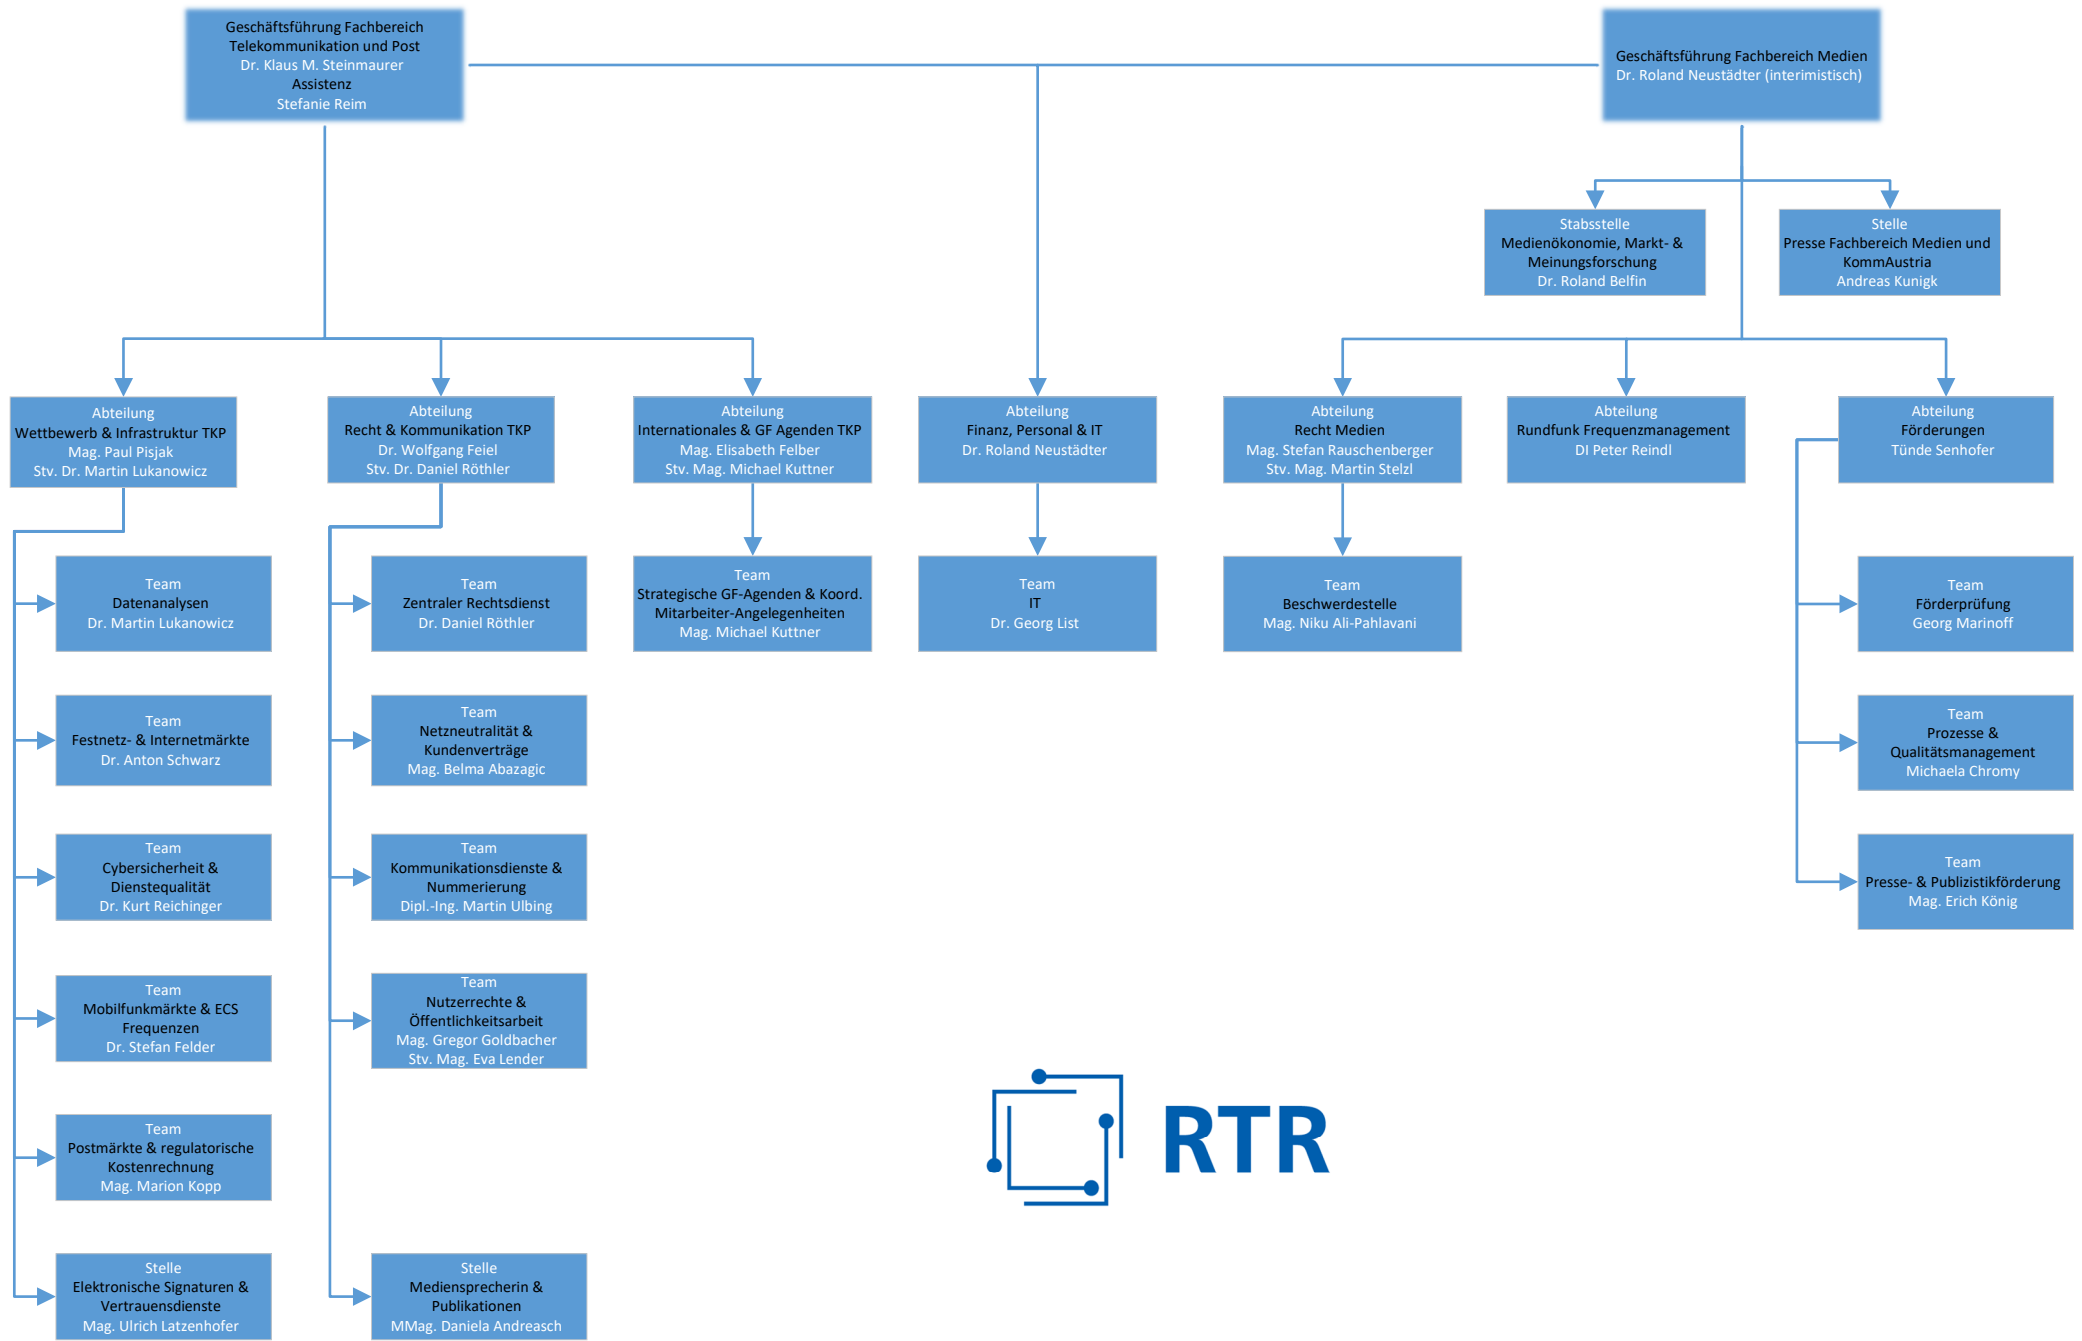 Geschäftsführung Fachbereich
Telekommunikation und Post
Dr. Klaus M. Steinmaurer
Assistenz
Stefanie Reim
Geschäftsführung Fachbereich Medien
Dr. Roland Neustädter (interimistisch)
Stabsstelle
Medienökonomie, Markt- &
Meinungsforschung
Dr. Roland Belfin
Stelle
Presse Fachbereich Medien und
KommAustria
Andreas Kunigk
Abteilung
Wettbewerb & Infrastruktur TKP
Mag. Paul Pisjak
Stv. Dr. Martin Lukanowicz
Abteilung
Recht & Kommunikation TKP
Dr. Wolfgang Feiel
Stv. Dr. Daniel Röthler
Abteilung
Internationales & GF Agenden TKP
Mag. Elisabeth Felber
Stv. Mag. Michael Kuttner
Abteilung
Finanz, Personal & IT
Dr. Roland Neustädter
Abteilung
Recht Medien
Mag. Stefan Rauschenberger
Stv. Mag. Martin Stelzl
Abteilung
Rundfunk Frequenzmanagement
DI Peter Reindl
Abteilung
Förderungen
Tünde Senhofer
Team
Datenanalysen
Dr. Martin Lukanowicz
Team
Zentraler Rechtsdienst
Dr. Daniel Röthler
Team
Strategische GF-Agenden & Koord.
Mitarbeiter-Angelegenheiten
Mag. Michael Kuttner
Team
IT
Dr. Georg List
Team
Beschwerdestelle
Mag. Niku Ali-Pahlavani
Team
Förderprüfung
Georg Marinoff
Team
Festnetz- & Internetmärkte
Dr. Anton Schwarz
Team
Netzneutralität &
Kundenverträge
Mag. Belma Abazagic
Team
Prozesse &
Qualitätsmanagement
Michaela Chromy
Team
Cybersicherheit &
Dienstequalität
Dr. Kurt Reichinger
Team
Kommunikationsdienste &
Nummerierung
Dipl.-Ing. Martin Ulbing
Team
Presse- & Publizistikförderung
Mag. Erich König
Team
Mobilfunkmärkte & ECS
Frequenzen
Dr. Stefan Felder
Team
Nutzerrechte &
Öffentlichkeitsarbeit
Mag. Gregor Goldbacher
Stv. Mag. Eva Lender
Team
Postmärkte & regulatorische
Kostenrechnung
Mag. Marion Kopp
RTR
Stelle
Elektronische Signaturen &
Vertrauensdienste
Mag. Ulrich Latzenhofer
Stelle
Mediensprecherin &
Publikationen
MMag. Daniela Andreasch